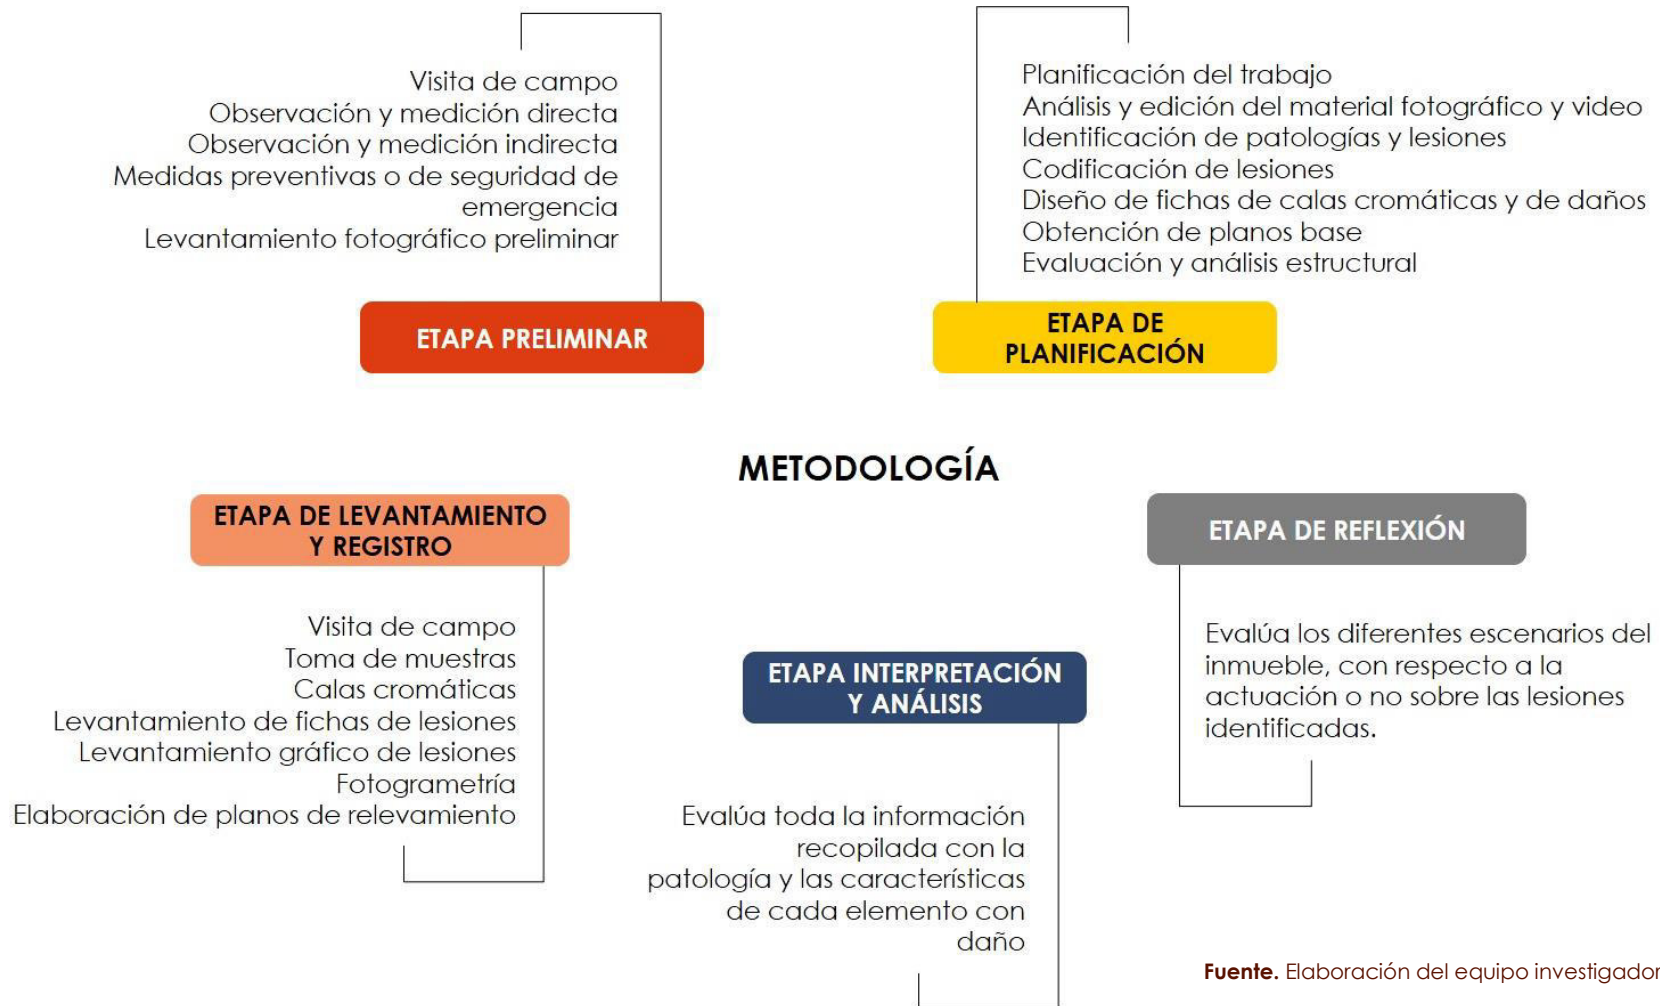 Visita de campo
Observación y medición directa
Observación y medición indirecta
Medidas preventivas o de seguridad de
emergencia
Levantamiento fotográfico preliminar
ETAPA PRELIMINAR
Planificación del trabajo
Análisis y edición del material fotográfico y video
Identificación de patologías y lesiones
Codificación de lesiones
Diseño de fichas de calas cromáticas y de daños
Obtención de planos base
Evaluación y análisis estructural
ETAPA DE
PLANIFICACIÓN
METODOLOGÍA
ETAPA DE LEVANTAMIENTO
Y REGISTRO
Visita de campo
Toma de muestras
Calas cromáticas
Levantamiento de fichas de lesiones
Levantamiento gráfico de lesiones
Fotogrametría
Elaboración de planos de relevamiento
ETAPA INTERPRETACIÓN
Y ANÁLISIS
Evalúa toda la información
recopilada con la
patología y las características
de cada elemento con
daño
ETAPA DE REFLEXIÓN
Evalúa los diferentes escenarios del
inmueble, con respecto a la
actuación o no sobre las lesiones
identificadas.
Fuente. Elaboración del equipo investigador